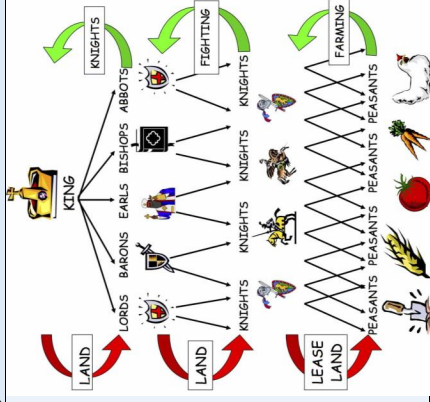 KING
LAND
KNIGHTS
LORDS BARONS EARLS BISHOPS ABBOTS
LAND
FIGHTING
KNIGHTS KNIGHTS KNIGHTS KNIGHTS
LEASE
LAND
FARMING
PEASANTS PEASANTS PEASANTS PEASANTS